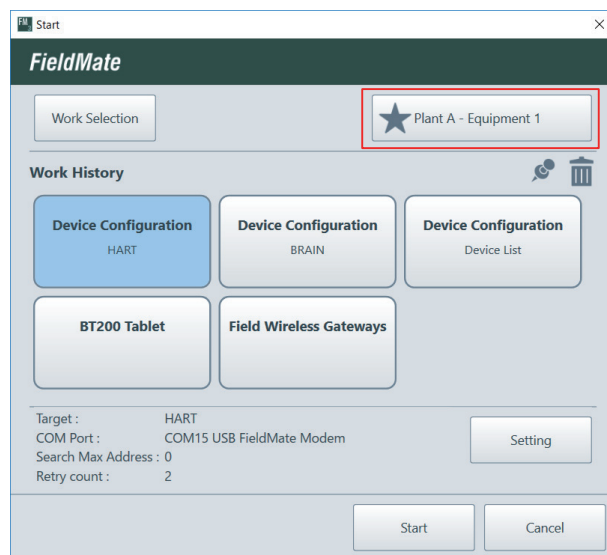 FM
Start
FieldMate
Work Selection
Plant A - Equipment 1
Work History
Device Configuration
HART
Device Configuration
BRAIN
Device Configuration
Device List
BT200 Tablet
Field Wireless Gateways
Target : HART
COM Port : COM15 USB FieldMate Modem
Search Max Address : 0
Retry count : 2
Setting
Start
Cancel